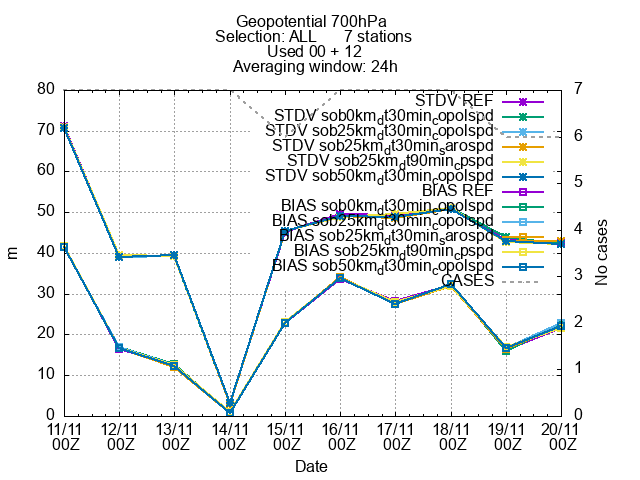 Geopotential 700hPa
Selection: ALL 7 stations
Used 00 + 12
Averaging window: 24h
80
70
60
50
40
30
20
10
0
m
7
6
5
4
3
2
1
0
No cases
STDV REF
STDV sob0km_dt30min_copolspd
STDV sob25km_dt30min_copolspd
STDV sob25km_dt30min_sarospd
STDV sob25km_dt90min_cpspd
STDV sob50km_dt30min_copolspd
BIAS REF
BIAS sob0km_dt30min_copolspd
BIAS sob25km_dt30min_copolspd
BIAS sob25km_dt30min_sarospd
BIAS sob25km_dt90min_cpspd
BIAS sob50km_dt30min_copolspd
CASES
11/11 12/11 13/11 14/11 15/11 16/11 17/11 18/11 19/11 20/11
00Z 00Z 00Z 00Z 00Z 00Z 00Z 00Z 00Z 00Z
Date